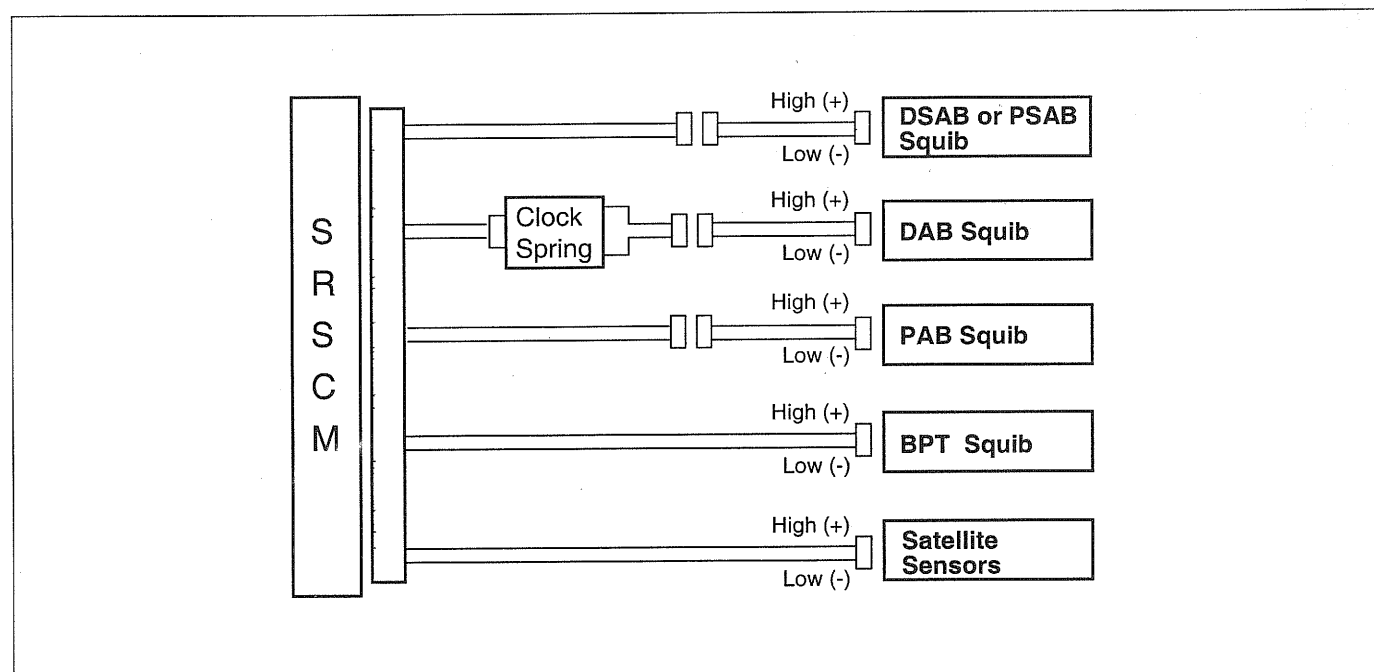 S
R
S
C
M
High (+)
Low (-)
DSAB or PSAB
Squib
Clock
Spring
High (+)
Low (-)
DAB Squib
High (+)
Low (-)
PAB Squib
High (+)
Low (-)
BPT Squib
High (+)
Low (-)
Satellite
Sensors